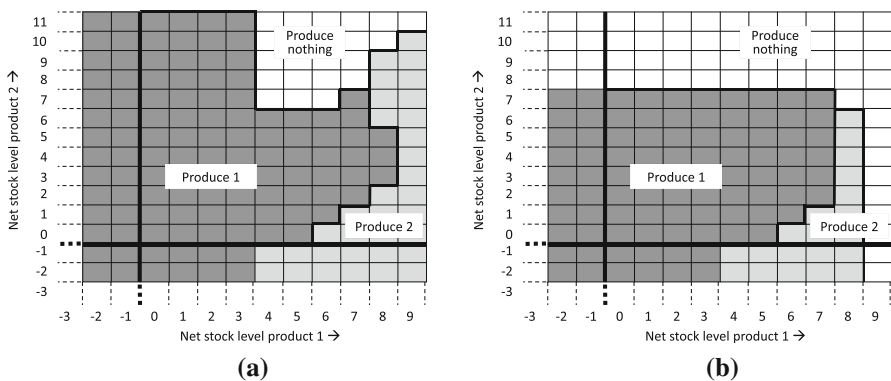 11
10
9
8
7
6
5
4
3
2
1
0
-1
-2
-3
Net stock level product 2 →
Produce nothing
Produce 1
Produce 2
-3 -2 -1 0 1 2 3 4 5 6 7 8 9
Net stock level product 1 →
(a)
11
10
9
8
7
6
5
4
3
2
1
0
-1
-2
-3
Net stock level product 2 →
Produce nothing
Produce 1
Produce 2
-3 -2 -1 0 1 2 3 4 5 6 7 8 9
Net stock level product 1 →
(b)